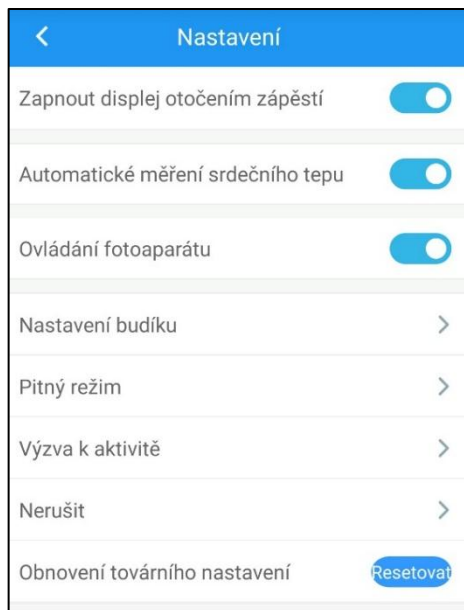 Nastavení
Zapnout displej otočením zápěstí
Automatické měření srdečního tepu
Ovládání fotoaparátu
Nastavení budíku
Pitný režim
Výzva k aktivitě
Nerušit
Obnovení továrního nastavení Resetovat